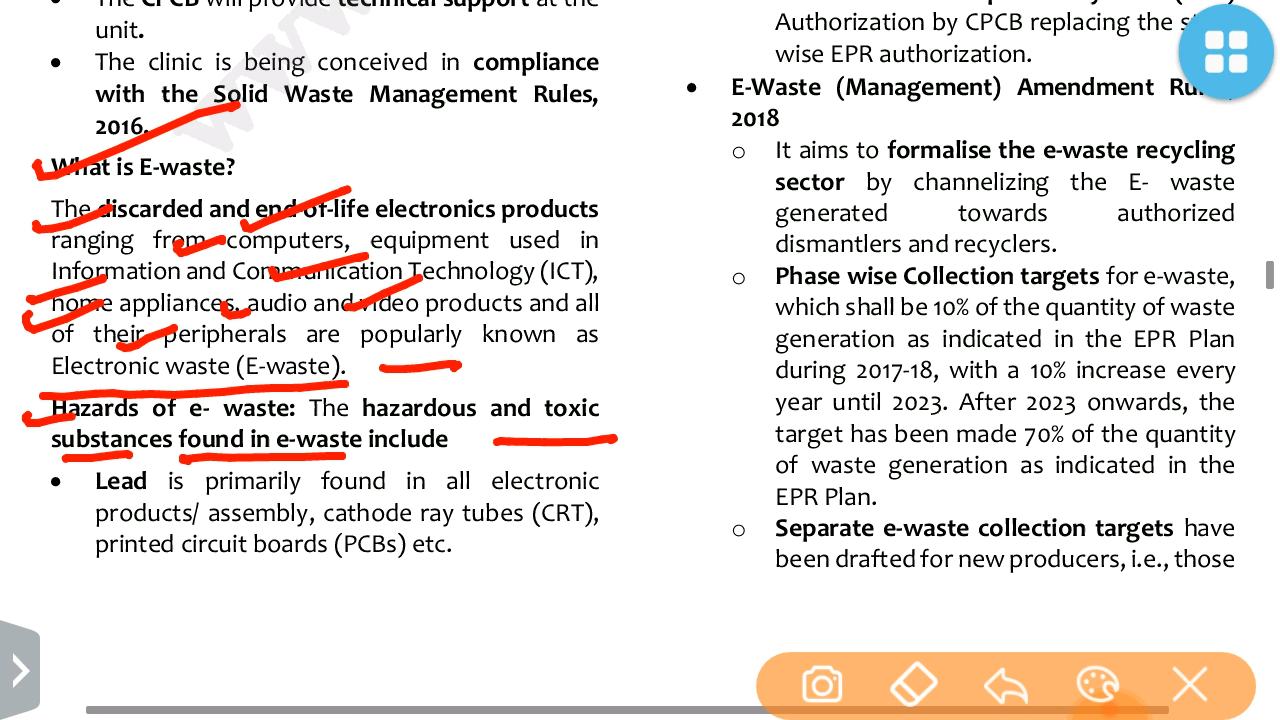 The CPCB will provide technical support at the
unit.
• The clinic is being conceived in compliance
with the Solid Waste Management Rules,
2016.
What is E-waste?
The discarded and end of-life electronics products
ranging from computers, equipment used in
Information and Communication Technology (ICT),
home appliances, audio and video products and all
of their peripherals are popularly known as
Electronic waste (E-waste).
Hazards of e- waste: The hazardous and toxic
substances found in e-waste include
• Lead is primarily found in all electronic
products/ assembly, cathode ray tubes (CRT),
printed circuit boards (PCBs) etc.
Authorization by CPCB replacing the
wise EPR authorization.
• E-Waste (Management) Amendment
2018
o It aims to formalise the e-waste recycling
sector by channelizing the E- waste
generated towards authorized
dismantlers and recyclers.
o Phase wise Collection targets for e-waste,
which shall be 10% of the quantity of waste
generation as indicated in the EPR Plan
during 2017-18, with a 10% increase every
year until 2023. After 2023 onwards, the
target has been made 70% of the quantity
of waste generation as indicated in the
EPR Plan.
o Separate e-waste collection targets have
been drafted for new producers, i.e., those
www